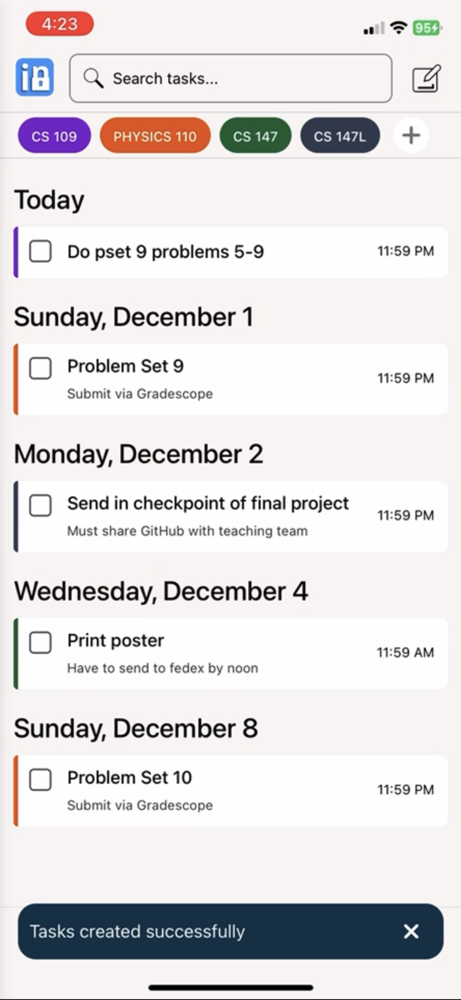 4:23
95
in
Search tasks...
CS 109
PHYSICS 110
CS 147
CS 147L
Today
Do pset 9 problems 5-9
11:59 PM
Sunday, December 1
Problem Set 9
11:59 PM
Submit via Gradescope
Monday, December 2
Send in checkpoint of final project
11:59 PM
Must share GitHub with teaching team
Wednesday, December 4
Print poster
11:59 AM
Have to send to fedex by noon
Sunday, December 8
Problem Set 10
11:59 PM
Submit via Gradescope
Tasks created successfully